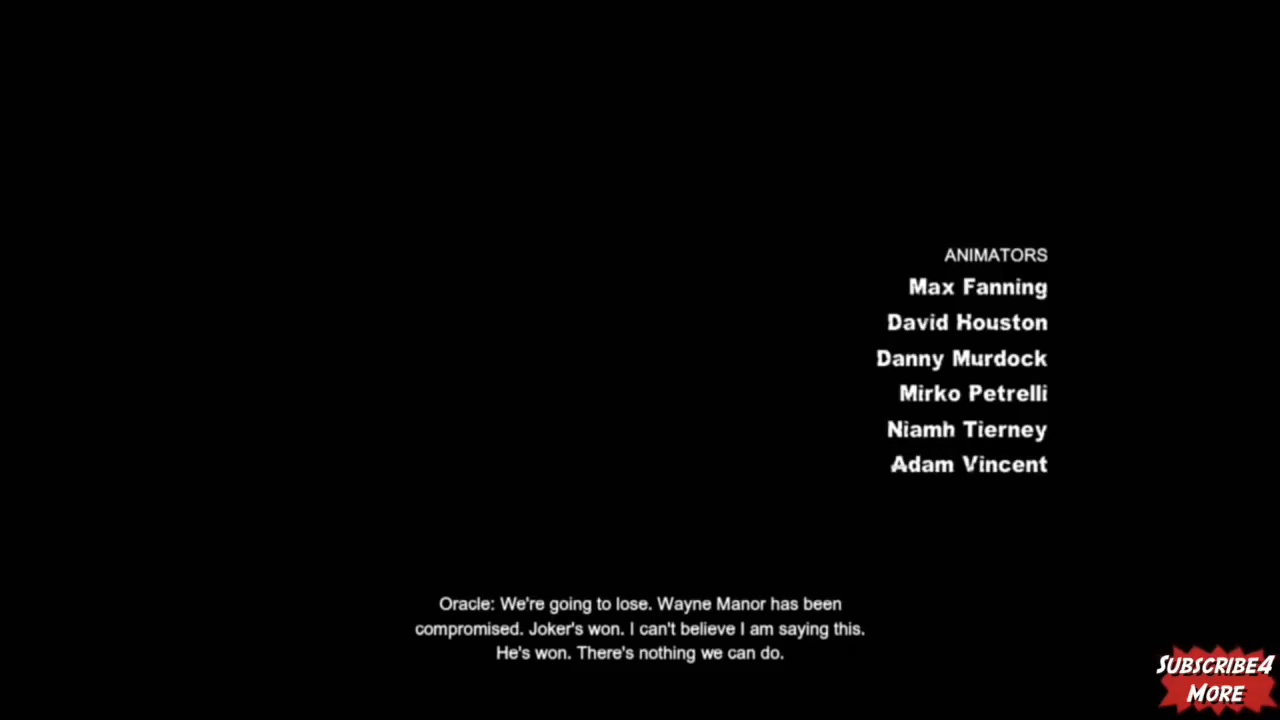 ANIMATORS
Max Fanning
David Houston
Danny Murdock
Mirko Petrelli
Niamh Tierney
Adam Vincent
Oracle: We're going to lose. Wayne Manor has been
compromised. Joker's won. I can't believe I am saying this.
He's won. There's nothing we can do.
SUBSCRIBE4
MORE